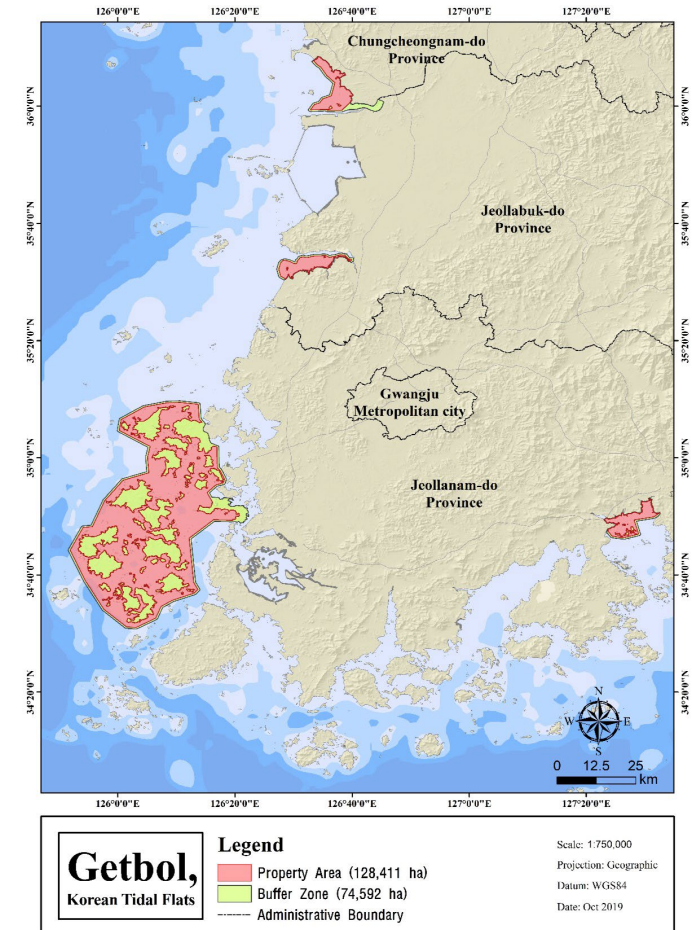 126°0'0"E 126°20'0"E 126°40'0"E 127°0'0"E 127°20'0"E
Chungcheongnam-do
Province
36°0'0"N 36°0'0"N
Jeollabuk-do
Province
35°40'0"N 35°40'0"N
35°20'0"N 35°20'0"N
Gwangju
Metropolitan city
35°0'0"N 35°0'0"N
Jeollanam-do
Province
34°40'0"N 34°40'0"N
34°20'0"N 34°20'0"N
N
W E
S
0 12.5 25
km
126°0'0"E 126°20'0"E 126°40'0"E 127°0'0"E 127°20'0"E
Getbol,
Korean Tidal Flats
Legend
Property Area (128,411 ha)
Buffer Zone (74,592 ha)
Administrative Boundary
Scale: 1:750,000
Projection: Geographic
Datum: WGS84
Date: Oct 2019